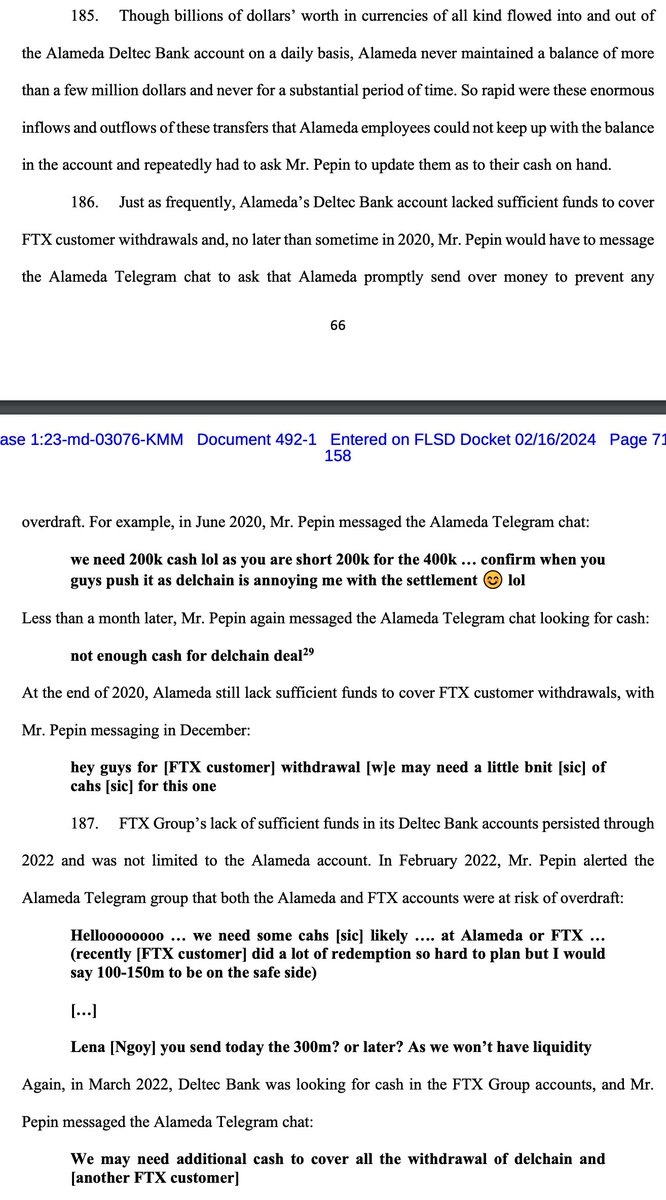 185. Though billions of dollars’ worth in currencies of all kind flowed into and out of
the Alameda Deltec Bank account on a daily basis, Alameda never maintained a balance of more
than a few million dollars and never for a substantial period of time. So rapid were these enormous
inflows and outflows of these transfers that Alameda employees could not keep up with the balance
in the account and repeatedly had to ask Mr. Pepin to update them as to their cash on hand.
186. Just as frequently, Alameda’s Deltec Bank account lacked sufficient funds to cover
FTX customer withdrawals and, no later than sometime in 2020, Mr. Pepin would have to message
the Alameda Telegram chat to ask that Alameda promptly send over money to prevent any
66
ase 1:23-md-03076-KMM Document 492-1 Entered on FLSD Docket 02/16/2024 Page 71
158
overdraft. For example, in June 2020, Mr. Pepin messaged the Alameda Telegram chat:
we need 200k cash lol as you are short 200k for the 400k … confirm when you
guys push it as delchain is annoying me with the settlement 😊 lol
Less than a month later, Mr. Pepin again messaged the Alameda Telegram chat looking for cash:
not enough cash for delchain deal²⁹
At the end of 2020, Alameda still lack sufficient funds to cover FTX customer withdrawals, with
Mr. Pepin messaging in December:
hey guys for [FTX customer] withdrawal [w]e may need a little bnit [sic] of
cahs [sic] for this one
187. FTX Group’s lack of sufficient funds in its Deltec Bank accounts persisted through
2022 and was not limited to the Alameda account. In February 2022, Mr. Pepin alerted the
Alameda Telegram group that both the Alameda and FTX accounts were at risk of overdraft:
Helloooooooo … we need some cahs [sic] likely …. at Alameda or FTX …
(recently [FTX customer] did a lot of redemption so hard to plan but I would
say 100-150m to be on the safe side)
[…]
Lena [Ngoy] you send today the 300m? or later? As we won’t have liquidity
Again, in March 2022, Deltec Bank was looking for cash in the FTX Group accounts, and Mr.
Pepin messaged the Alameda Telegram chat:
We may need additional cash to cover all the withdrawal of delchain and
[another FTX customer]